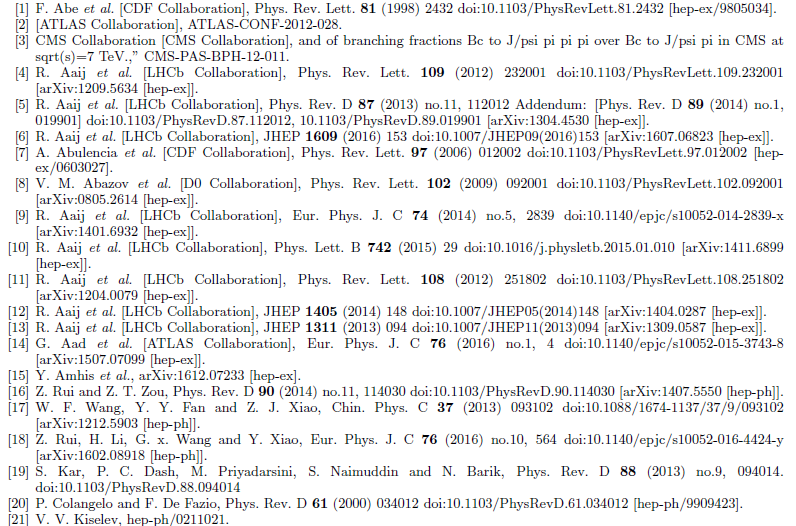 [1] F. Abe et al. [CDF Collaboration], Phys. Rev. Lett. 81 (1998) 2432 doi:10.1103/PhysRevLett.81.2432 [hep-ex/9805034].
[2] [ATLAS Collaboration], ATLAS-CONF-2012-028.
[3] CMS Collaboration [CMS Collaboration], and of branching fractions Bc to J/psi pi pi pi over Bc to J/psi pi in CMS at
sqrt(s)=7 TeV.,” CMS-PAS-BPH-12-011.
[4] R. Aaij et al. [LHCb Collaboration], Phys. Rev. Lett. 109 (2012) 232001 doi:10.1103/PhysRevLett.109.232001
[arXiv:1209.5634 [hep-ex]].
[5] R. Aaij et al. [LHCb Collaboration], Phys. Rev. D 87 (2013) no.11, 112012 Addendum: [Phys. Rev. D 89 (2014) no.1,
019901] doi:10.1103/PhysRevD.87.112012, 10.1103/PhysRevD.89.019901 [arXiv:1304.4530 [hep-ex]].
[6] R. Aaij et al. [LHCb Collaboration], JHEP 1609 (2016) 153 doi:10.1007/JHEP09(2016)153 [arXiv:1607.06823 [hep-ex]].
[7] A. Abulencia et al. [CDF Collaboration], Phys. Rev. Lett. 97 (2006) 012002 doi:10.1103/PhysRevLett.97.012002 [hep-
ex/0603027].
[8] V. M. Abazov et al. [D0 Collaboration], Phys. Rev. Lett. 102 (2009) 092001 doi:10.1103/PhysRevLett.102.092001
[arXiv:0805.2614 [hep-ex]].
[9] R. Aaij et al. [LHCb Collaboration], Eur. Phys. J. C 74 (2014) no.5, 2839 doi:10.1140/epjc/s10052-014-2839-x
[arXiv:1401.6932 [hep-ex]].
[10] R. Aaij et al. [LHCb Collaboration], Phys. Lett. B 742 (2015) 29 doi:10.1016/j.physletb.2015.01.010 [arXiv:1411.6899
[hep-ex]].
[11] R. Aaij et al. [LHCb Collaboration], Phys. Rev. Lett. 108 (2012) 251802 doi:10.1103/PhysRevLett.108.251802
[arXiv:1204.0079 [hep-ex]].
[12] R. Aaij et al. [LHCb Collaboration], JHEP 1405 (2014) 148 doi:10.1007/JHEP05(2014)148 [arXiv:1404.0287 [hep-ex]].
[13] R. Aaij et al. [LHCb Collaboration], JHEP 1311 (2013) 094 doi:10.1007/JHEP11(2013)094 [arXiv:1309.0587 [hep-ex]].
[14] G. Aad et al. [ATLAS Collaboration], Eur. Phys. J. C 76 (2016) no.1, 4 doi:10.1140/epjc/s10052-015-3743-8
[arXiv:1507.07099 [hep-ex]].
[15] Y. Amhis et al., arXiv:1612.07233 [hep-ex].
[16] Z. Rui and Z. T. Zou, Phys. Rev. D 90 (2014) no.11, 114030 doi:10.1103/PhysRevD.90.114030 [arXiv:1407.5550 [hep-ph]].
[17] W. F. Wang, Y. Y. Fan and Z. J. Xiao, Chin. Phys. C 37 (2013) 093102 doi:10.1088/1674-1137/37/9/093102
[arXiv:1212.5903 [hep-ph]].
[18] Z. Rui, H. Li, G. x. Wang and Y. Xiao, Eur. Phys. J. C 76 (2016) no.10, 564 doi:10.1140/epjc/s10052-016-4424-y
[arXiv:1602.08918 [hep-ph]].
[19] S. Kar, P. C. Dash, M. Priyadarsini, S. Naimuddin and N. Barik, Phys. Rev. D 88 (2013) no.9, 094014.
doi:10.1103/PhysRevD.88.094014
[20] P. Colangelo and F. De Fazio, Phys. Rev. D 61 (2000) 034012 doi:10.1103/PhysRevD.61.034012 [hep-ph/9909423].
[21] V. V. Kiselev, hep-ph/0211021.